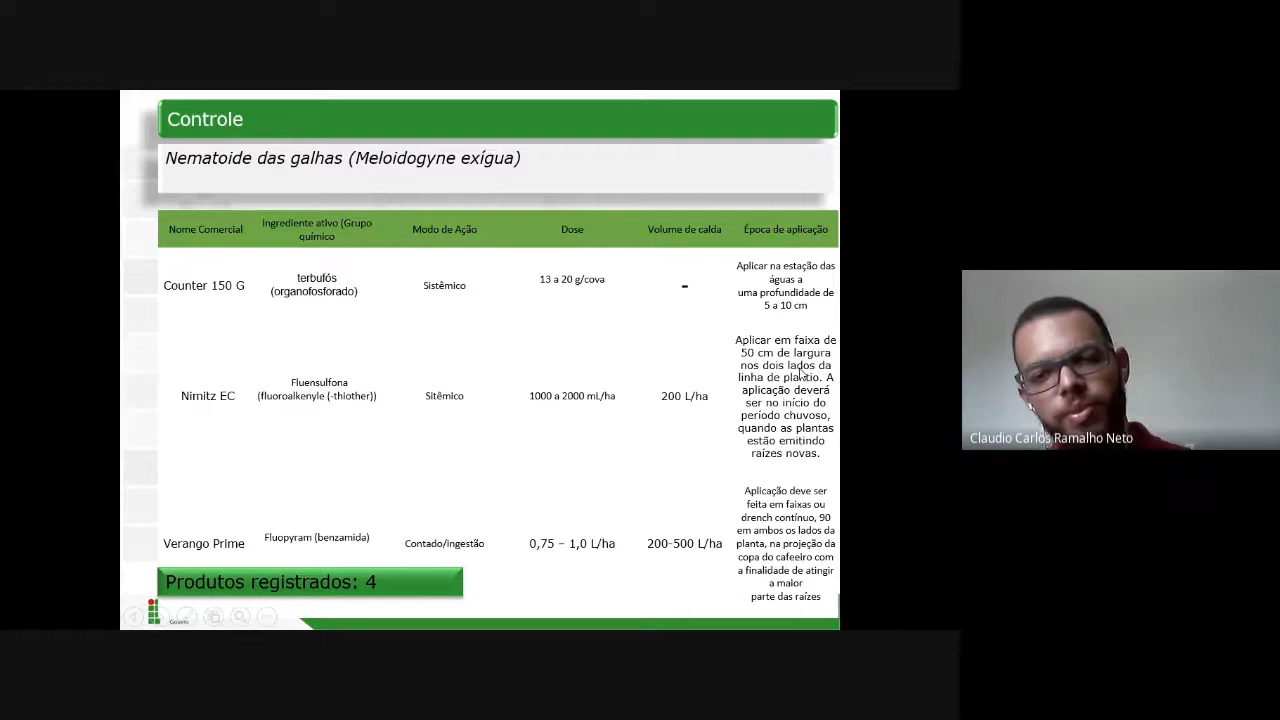 Controle
Nematoide das galhas (Meloidogyne exígua)
Nome Comercial
Ingrediente ativo (Grupo
químico
Modo de Ação
Dose
Volume de calda
Época de aplicação
Counter 150 G
terbufós
(organofosforado)
Sistêmico
13 a 20 g/cova
-
Aplicar na estação das
águas a
uma profundidade de
5 a 10 cm
Nimitz EC
Fluensulfona
(fluoroalkenyle (-thiother))
Sitêmico
1000 a 2000 mL/ha
200 L/ha
Aplicar em faixa de
50 cm de largura
nos dois lados da
linha de plantio. A
aplicação deverá
ser no início do
período chuvoso,
quando as plantas
estão emitindo
raízes novas.
Verango Prime
Fluopyram (benzamida)
Contado/ingestão
0,75 – 1,0 L/ha
200-500 L/ha
Aplicação deve ser
feita em faixas ou
drench contínuo, 90
em ambos os lados da
planta, na projeção da
copa do cafeeiro com
a finalidade de atingir
a maior
parte das raízes
Produtos registrados: 4
Goiano
Claudio Carlos Ramalho Neto